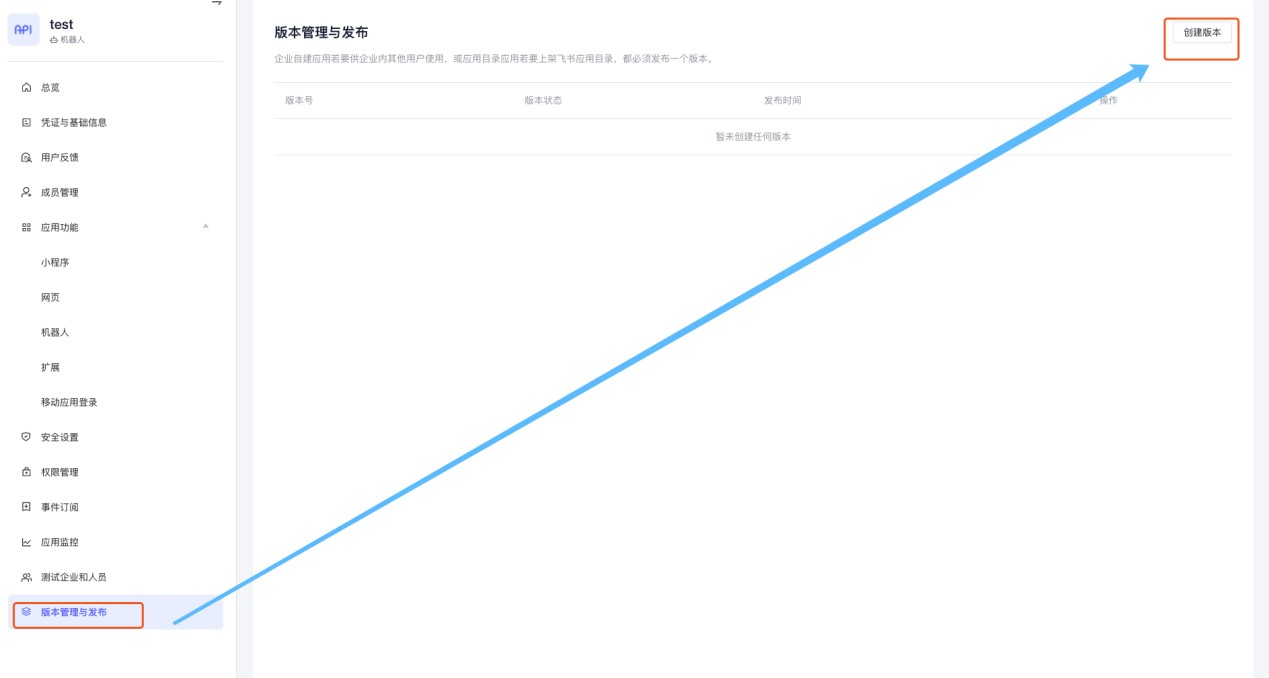 API
test
机器人
总览
凭证与基础信息
用户反馈
成员管理
应用功能
小程序
网页
机器人
扩展
移动应用登录
安全设置
权限管理
事件订阅
应用监控
测试企业和人员
版本管理与发布
版本管理与发布
创建版本
企业自建应用若要供企业内其他用户使用，或应用目录应用若要上架飞书应用目录，都必须发布一个版本。
版本号 版本状态 发布时间 操作
暂未创建任何版本